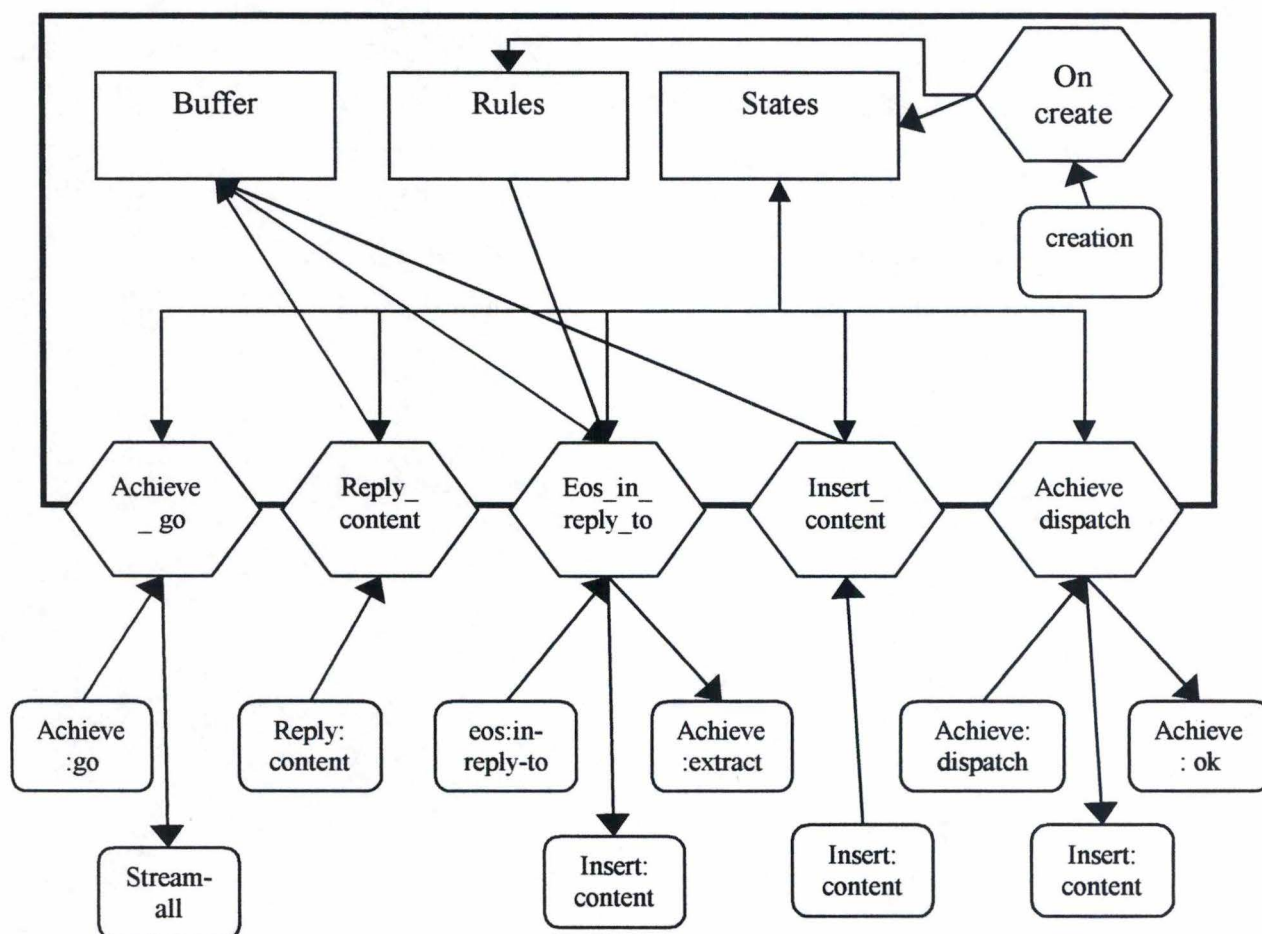 Buffer
Rules
States
On
create
creation
Achieve
_ go
Reply_
content
Eos_in_
reply_to
Insert_
content
Achieve
dispatch
Achieve
:go
Reply:
content
eos:in-
reply-to
Achieve
:extract
Achieve:
dispatch
Achieve
: ok
Stream-
all
Insert:
content
Insert:
content
Insert:
content